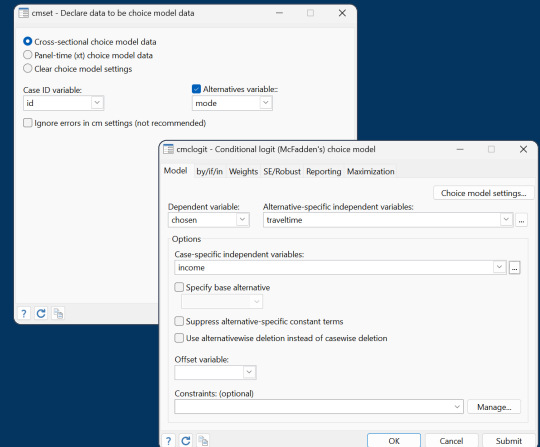 cmset - Declare data to be choice model data
Cross-sectional choice model data
Panel-time (xt) choice model data
Clear choice model settings
Case ID variable:
Alternatives variable::
id
mode
Ignore errors in cm settings (not recommended)
cmclogit - Conditional logit (McFadden's) choice model
Model by/if/in Weights SE/Robust Reporting Maximization
Choice model settings...
Dependent variable:
Alternative-specific independent variables:
chosen
traveltime
...
Options
Case-specific independent variables:
income
...
Specify base alternative
Suppress alternative-specific constant terms
Use alternativewise deletion instead of casewise deletion
Offset variable:
Constraints: (optional)
Manage...
?
?
OK
Cancel
Submit